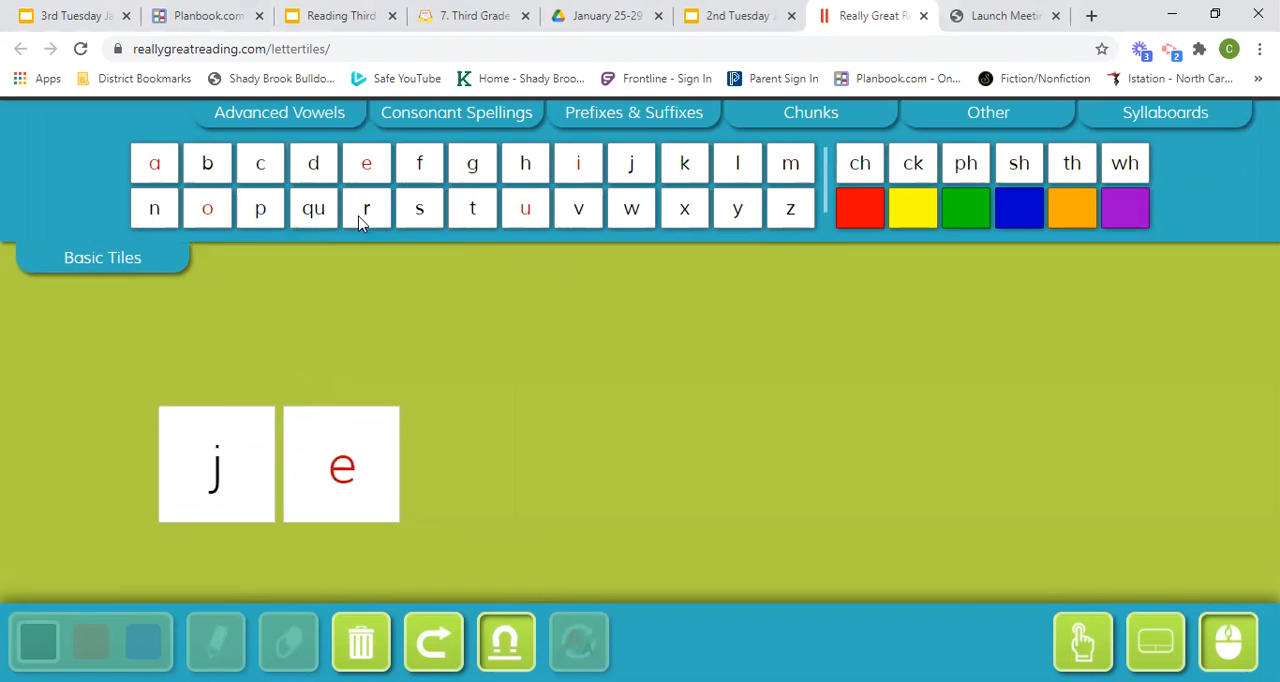 3rd Tuesday Ja
Planbook.com
Reading Third
7. Third Grade
January 25-29
2nd Tuesday J
Really Great R
Launch Meeti
reallygreatreading.com/lettertiles/
C
Apps
District Bookmarks
Shady Brook Bulldo...
Safe YouTube
Home - Shady Broo...
Frontline - Sign In
Parent Sign In
Planbook.com - On...
Fiction/Nonfiction
Istation - North Car...
3
2
Advanced Vowels
Consonant Spellings
Prefixes & Suffixes
Chunks
Other
Syllaboards
a b c d e f g h i j k l m ch ck ph sh th wh
n o p qu r s t u v w x y z
Basic Tiles
j e